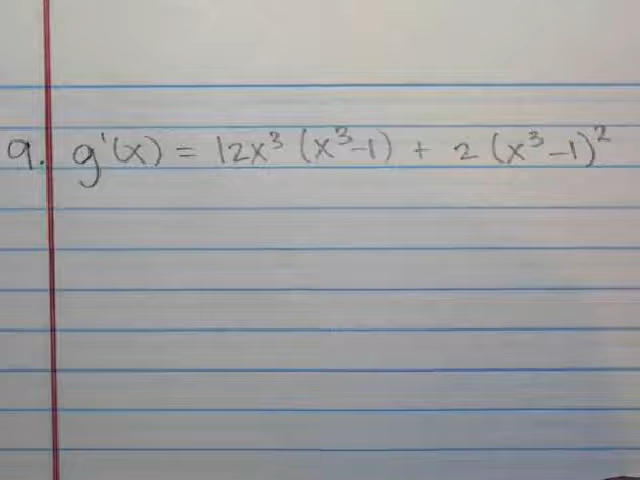 9. g'(x) = 12x³ (x³-1) + 2 (x³-1)²